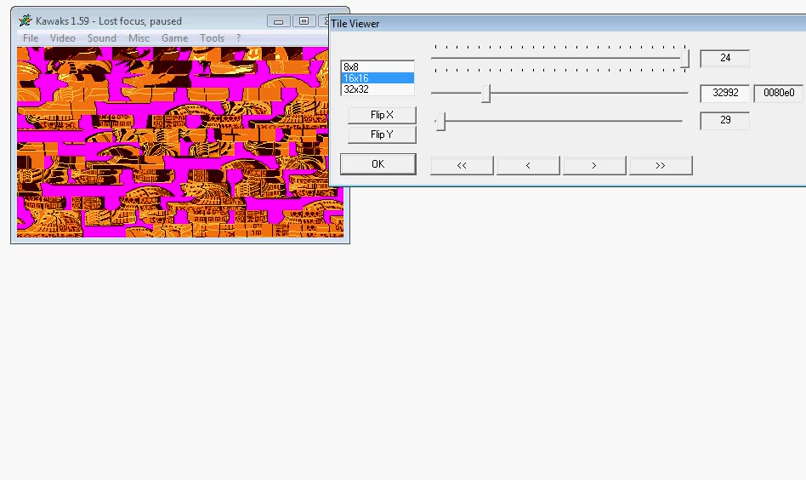 Kawaks 1.59 - Lost focus, paused
File Video Sound Misc Game Tools ?
Tile Viewer
8x8
16x16
32x32
Flip X
Flip Y
OK
24
32992 0080e0
29
<< < > >>